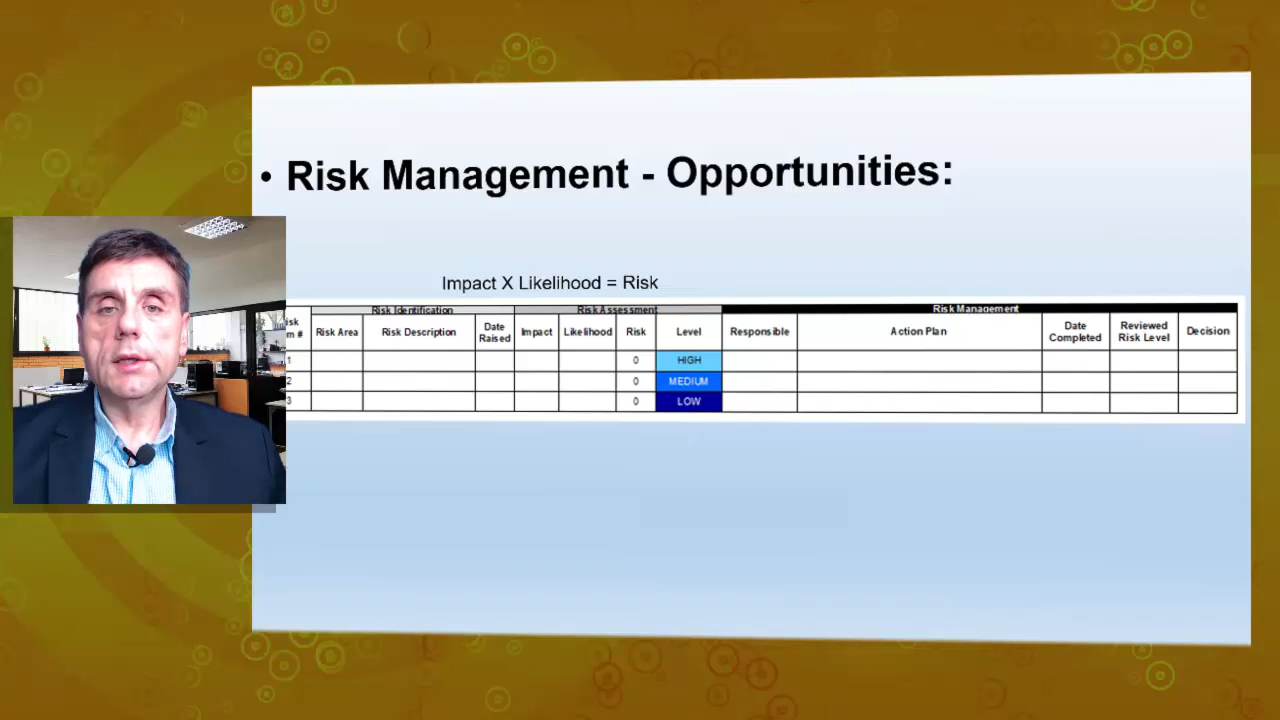 • Risk Management - Opportunities:
Impact X Likelihood = Risk
Risk Identification Risk Assessment Risk Management
Risk Area Risk Description Date Raised Impact Likelihood Risk Level Responsible Action Plan Date Completed Reviewed Risk Level Decision
1 0 HIGH
2 0 MEDIUM
3 0 LOW